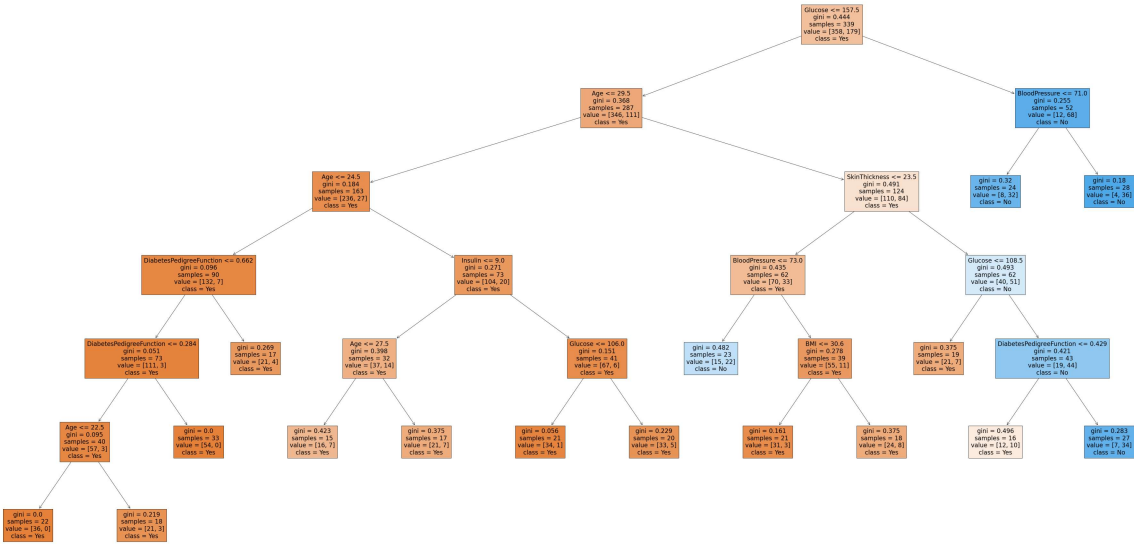 Glucose <= 157.5
gini = 0.444
samples = 339
value = [358, 179]
class = Yes
Age <= 29.5
gini = 0.368
samples = 287
value = [346, 111]
class = Yes
BloodPressure <= 71.0
gini = 0.255
samples = 52
value = [12, 68]
class = No
Age <= 24.5
gini = 0.184
samples = 163
value = [236, 27]
class = Yes
SkinThickness <= 23.5
gini = 0.491
samples = 124
value = [110, 84]
class = Yes
gini = 0.32
samples = 24
value = [8, 32]
class = No
gini = 0.18
samples = 28
value = [4, 36]
class = No
DiabetesPedigreeFunction <= 0.662
gini = 0.096
samples = 90
value = [132, 7]
class = Yes
Insulin <= 9.0
gini = 0.271
samples = 73
value = [104, 20]
class = Yes
BloodPressure <= 73.0
gini = 0.435
samples = 62
value = [70, 33]
class = Yes
Glucose <= 108.5
gini = 0.493
samples = 62
value = [40, 51]
class = No
DiabetesPedigreeFunction <= 0.284
gini = 0.051
samples = 73
value = [111, 3]
class = Yes
gini = 0.269
samples = 17
value = [21, 4]
class = Yes
Age <= 27.5
gini = 0.398
samples = 32
value = [37, 14]
class = Yes
Glucose <= 106.0
gini = 0.151
samples = 41
value = [67, 6]
class = Yes
gini = 0.482
samples = 23
value = [15, 22]
class = No
BMI <= 30.6
gini = 0.278
samples = 39
value = [55, 11]
class = Yes
gini = 0.375
samples = 19
value = [21, 7]
class = Yes
DiabetesPedigreeFunction <= 0.429
gini = 0.421
samples = 43
value = [19, 44]
class = No
Age <= 22.5
gini = 0.095
samples = 40
value = [57, 3]
class = Yes
gini = 0.0
samples = 33
value = [54, 0]
class = Yes
gini = 0.423
samples = 15
value = [16, 7]
class = Yes
gini = 0.375
samples = 17
value = [21, 7]
class = Yes
gini = 0.056
samples = 21
value = [34, 1]
class = Yes
gini = 0.229
samples = 20
value = [33, 5]
class = Yes
gini = 0.161
samples = 21
value = [31, 3]
class = Yes
gini = 0.375
samples = 18
value = [24, 8]
class = Yes
gini = 0.496
samples = 16
value = [12, 10]
class = Yes
gini = 0.283
samples = 27
value = [7, 34]
class = No
gini = 0.0
samples = 22
value = [36, 0]
class = Yes
gini = 0.219
samples = 18
value = [21, 3]
class = Yes